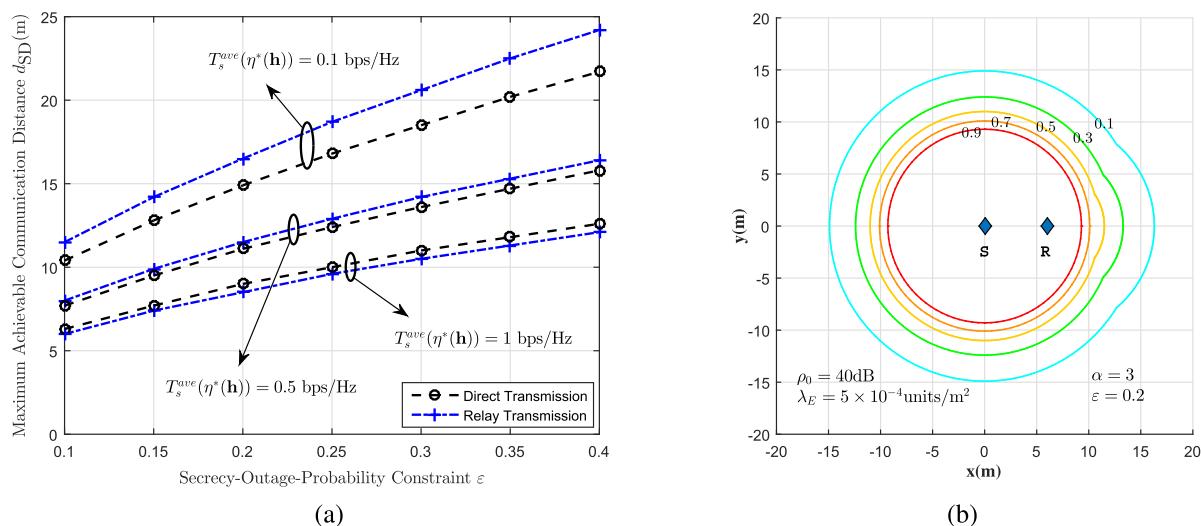 25
20
15
10
5
0
0.1 0.15 0.2 0.25 0.3 0.35 0.4
Maximum Achievable Communication Distance d_SD(m)
Secrecy-Outage-Probability Constraint ε
T_s^{ave}(η*(h)) = 0.1 bps/Hz
T_s^{ave}(η*(h)) = 1 bps/Hz
T_s^{ave}(η*(h)) = 0.5 bps/Hz
Direct Transmission
Relay Transmission
(a)
20
15
10
5
0
-5
-10
-15
-20
-20 -15 -10 -5 0 5 10 15 20
y(m)
x(m)
0.9 0.7 0.5 0.3 0.1
S R
ρ₀ = 40dB
λ_E = 5 × 10⁻⁴units/m²
α = 3
ε = 0.2
(b)